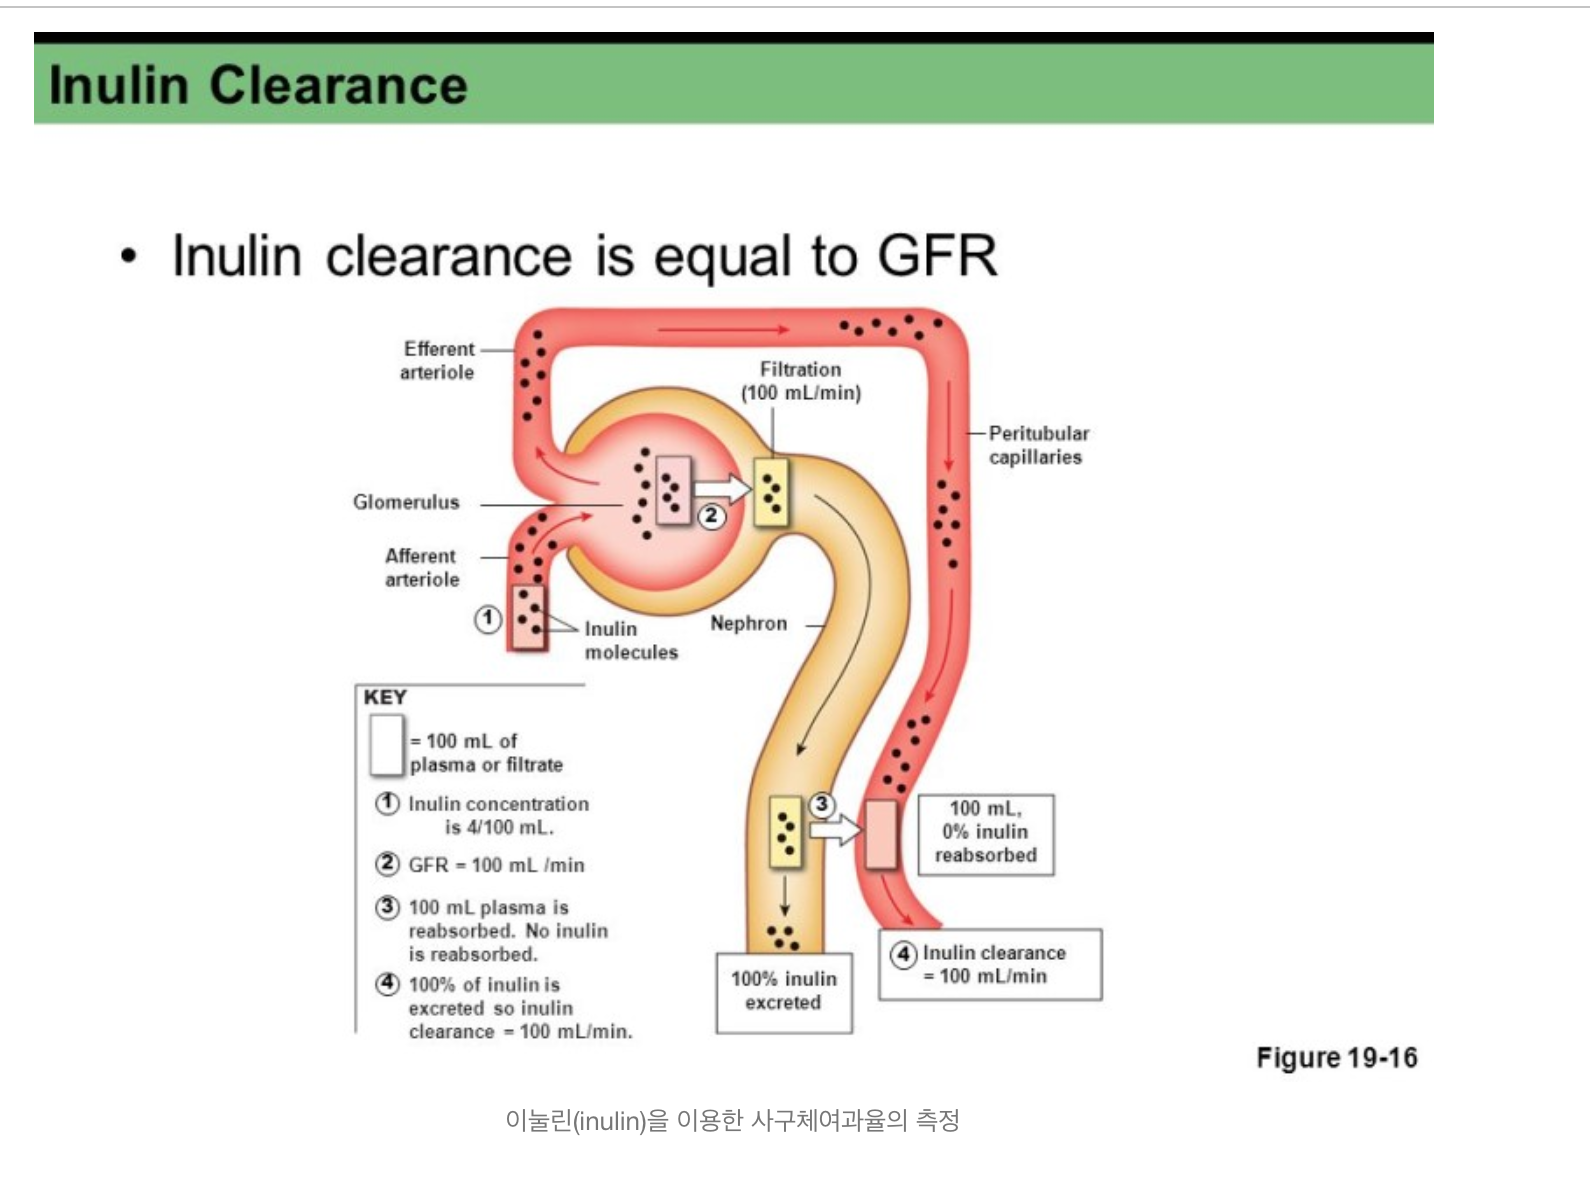 Inulin Clearance
• Inulin clearance is equal to GFR
Efferent
arteriole
Filtration
(100 mL/min)
Peritubular
capillaries
Glomerulus
2
Afferent
arteriole
1
Inulin
molecules
Nephron
KEY
= 100 mL of
plasma or filtrate
1 Inulin concentration
is 4/100 mL.
2 GFR = 100 mL /min
3 100 mL plasma is
reabsorbed. No inulin
is reabsorbed.
4 100% of inulin is
excreted so inulin
clearance = 100 mL/min.
3
100 mL,
0% inulin
reabsorbed
100% inulin
excreted
4 Inulin clearance
= 100 mL/min
Figure 19-16
이눌린(inulin)을 이용한 사구체여과율의 측정